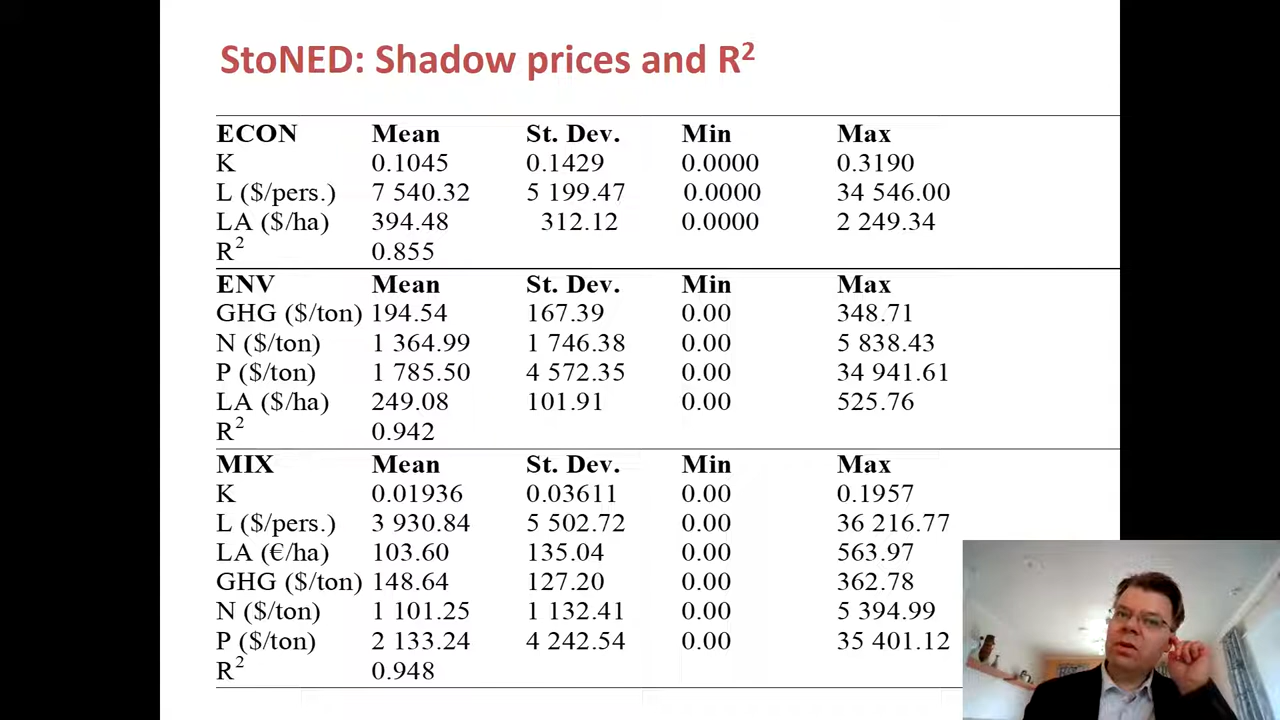 StoNED: Shadow prices and R²
ECON Mean St. Dev. Min Max
K 0.1045 0.1429 0.0000 0.3190
L ($/pers.) 7 540.32 5 199.47 0.0000 34 546.00
LA ($/ha) 394.48 312.12 0.0000 2 249.34
R² 0.855
ENV Mean St. Dev. Min Max
GHG ($/ton) 194.54 167.39 0.00 348.71
N ($/ton) 1 364.99 1 746.38 0.00 5 838.43
P ($/ton) 1 785.50 4 572.35 0.00 34 941.61
LA ($/ha) 249.08 101.91 0.00 525.76
R² 0.942
MIX Mean St. Dev. Min Max
K 0.01936 0.03611 0.00 0.1957
L ($/pers.) 3 930.84 5 502.72 0.00 36 216.77
LA (€/ha) 103.60 135.04 0.00 563.97
GHG ($/ton) 148.64 127.20 0.00 362.78
N ($/ton) 1 101.25 1 132.41 0.00 5 394.99
P ($/ton) 2 133.24 4 242.54 0.00 35 401.12
R² 0.948